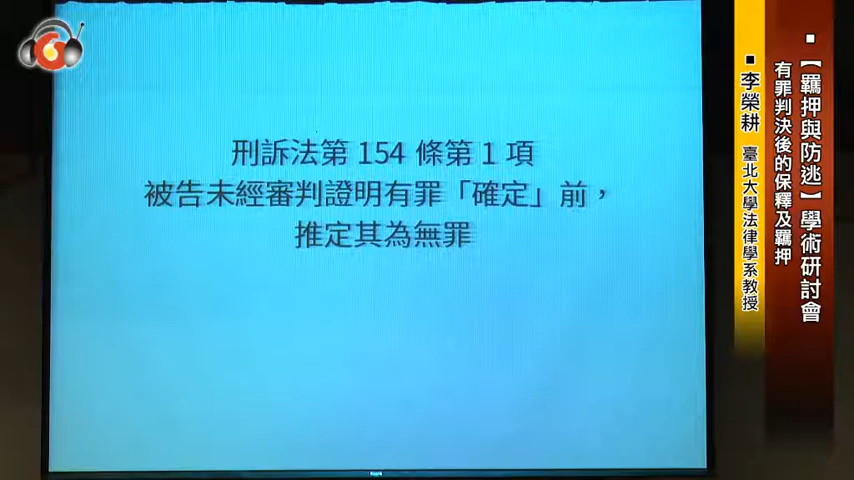 刑訴法第 154 條第 1 項
被告未經審判證明有罪「確定」前，
推定其為無罪
▪【羈押與防逃】學術研討會
有罪判決後的保釋及羈押
▪ 李榮耕 臺北大學法律學系教授